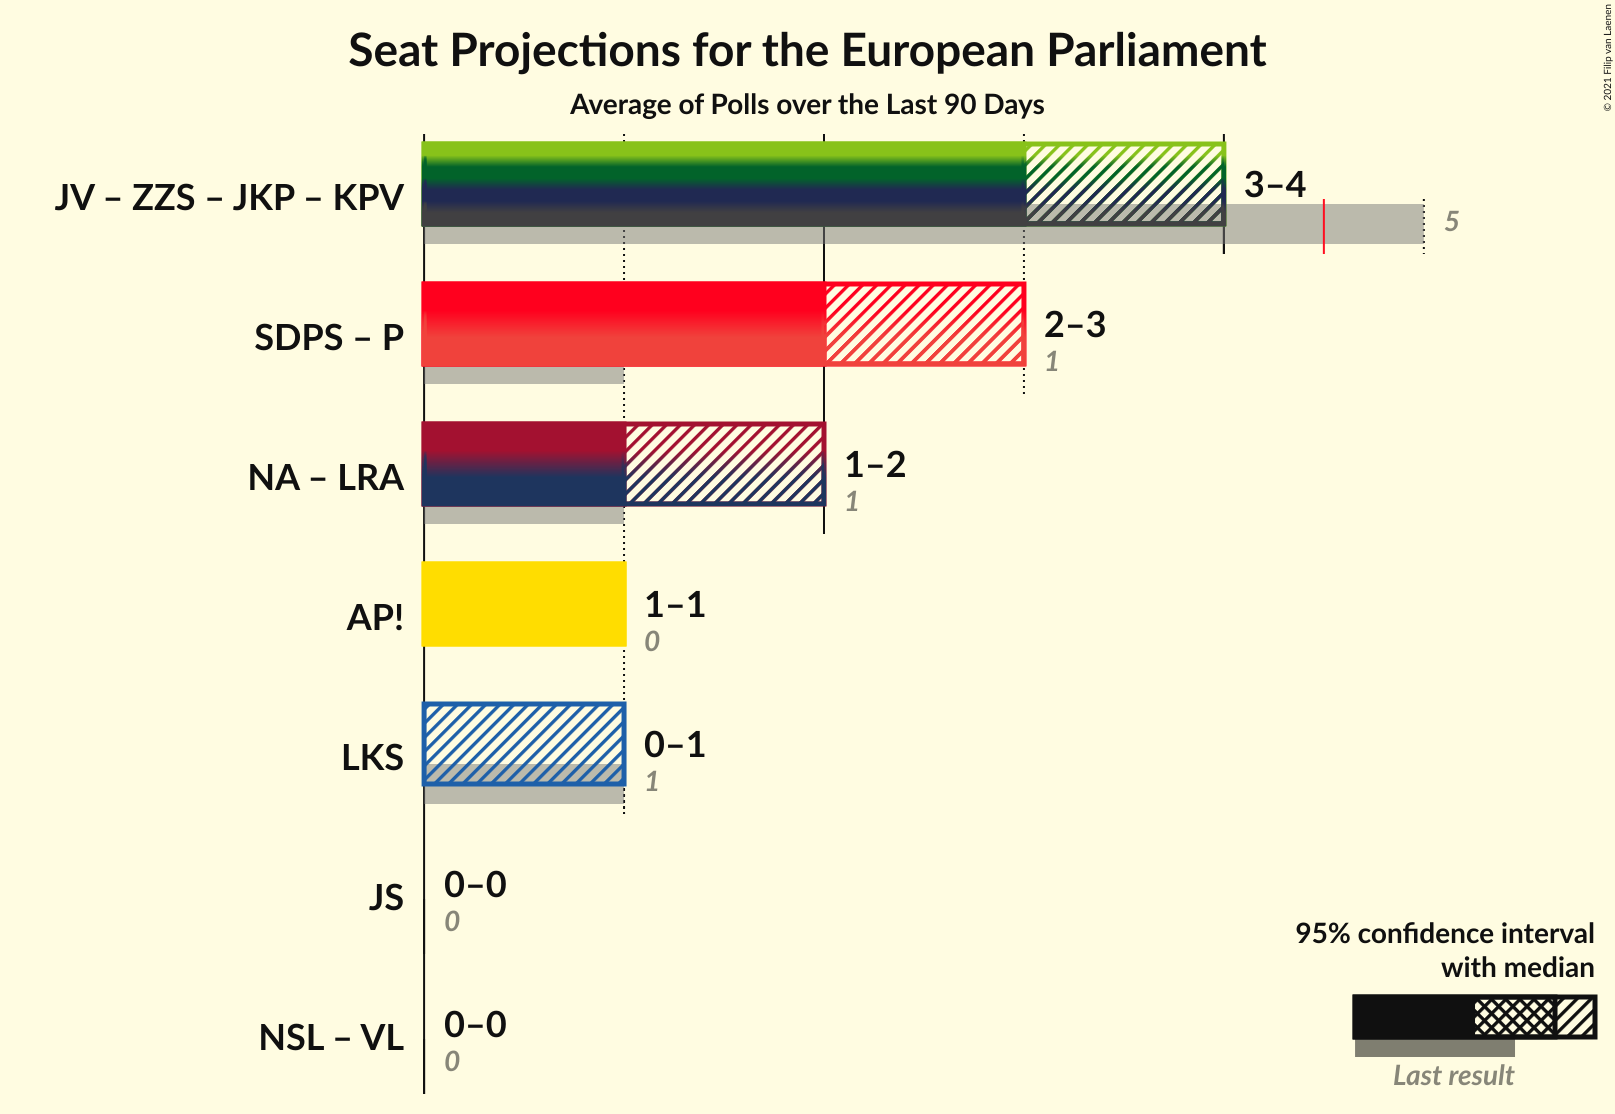 Seat Projections for the European Parliament
Average of Polls over the Last 90 Days
© 2021 Filip van Laenen
JV – ZZS – JKP – KPV
3–4
5
SDPS – P
2–3
1
NA – LRA
1–2
1
AP!
1–1
0
LKS
0–1
1
JS
0–0
0
NSL – VL
0–0
0
95% confidence interval
with median
Last result